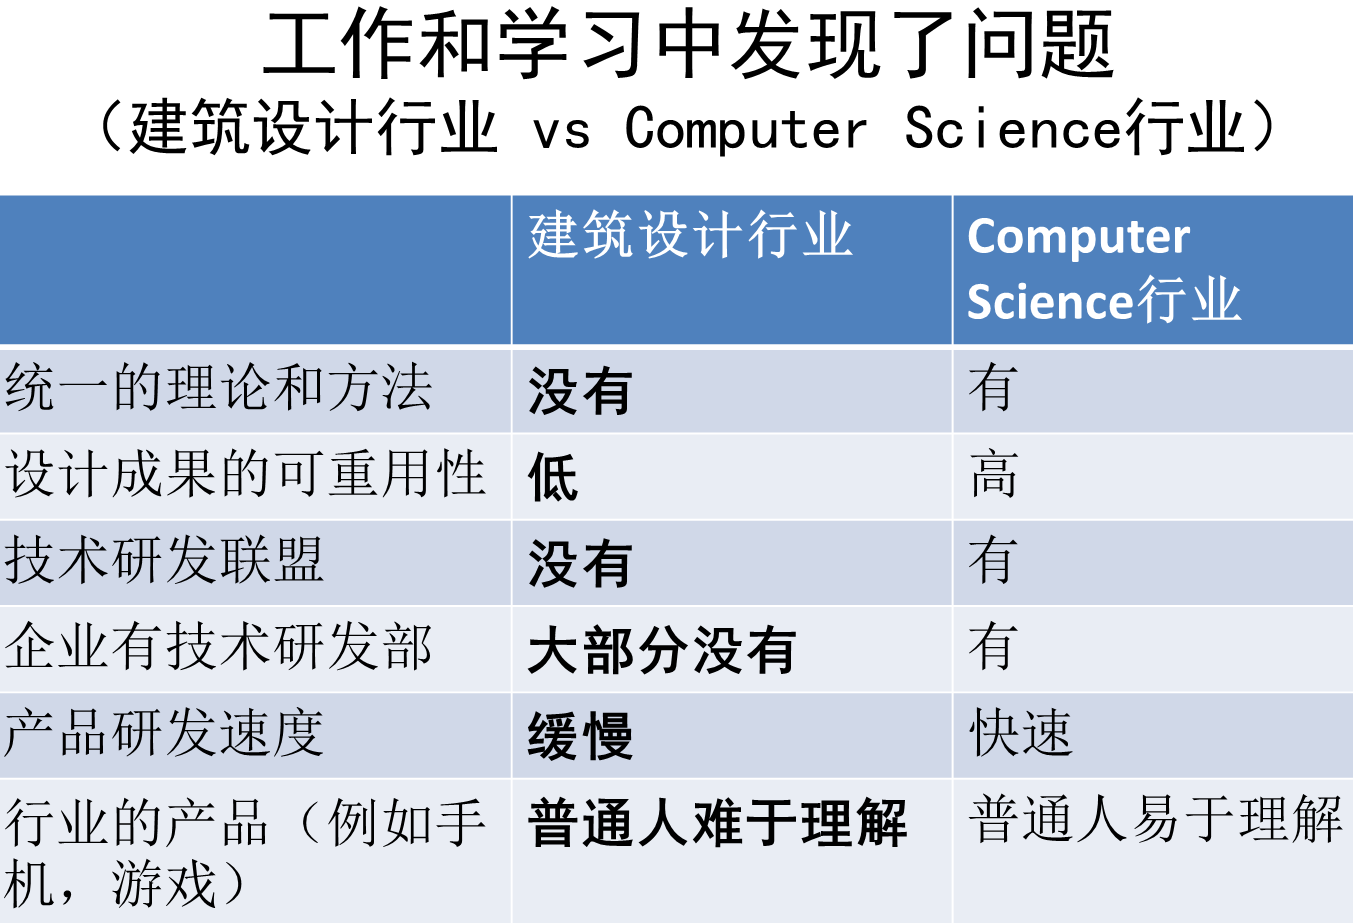 工作和学习中发现了问题
（建筑设计行业 vs Computer Science行业）
建筑设计行业 Computer
Science行业
统一的理论和方法 没有 有
设计成果的可重用性 低 高
技术研发联盟 没有 有
企业有技术研发部 大部分没有 有
产品研发速度 缓慢 快速
行业的产品（例如手 普通人难于理解 普通人易于理解
机，游戏）